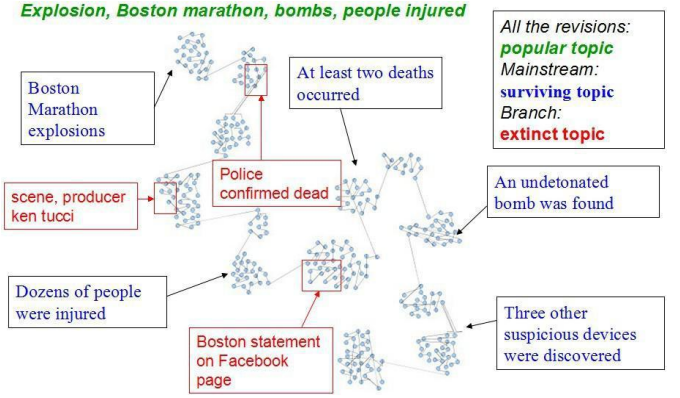 Explosion, Boston marathon, bombs, people injured
All the revisions:
popular topic
Mainstream:
surviving topic
Branch:
extinct topic
Boston
Marathon
explosions
At least two deaths
occurred
Police
confirmed dead
scene, producer
ken tucci
An undetonated
bomb was found
Dozens of people
were injured
Boston statement
on Facebook
page
Three other
suspicious devices
were discovered